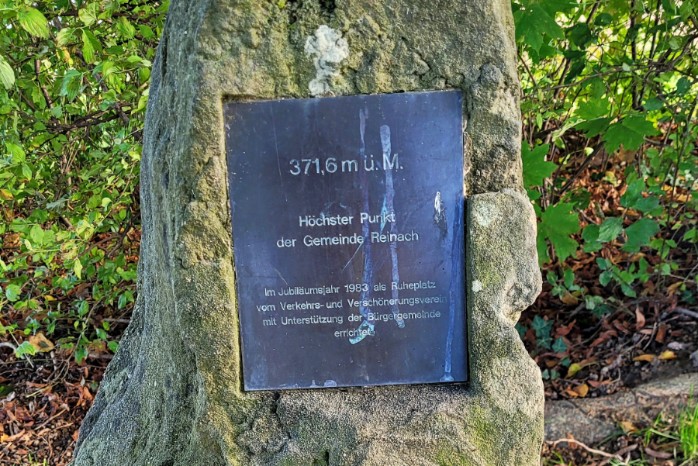 371,6 m ü. M.
Höchster Punkt
der Gemeinde Reinach
Im Jubiläumsjahr 1983 als Ruheplatz
vom Verkehrs- und Verschönerungsverein
mit Unterstützung der Bürgergemeinde
errichtet